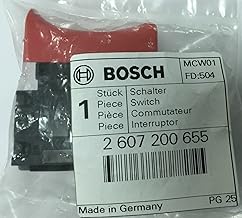 BOSCH
MCW01
FD:504
1
Stück Schalter
Piece Switch
Pièce Commutateur
Piece Interruptor
2 607 200 655
Made in Germany
PG 25